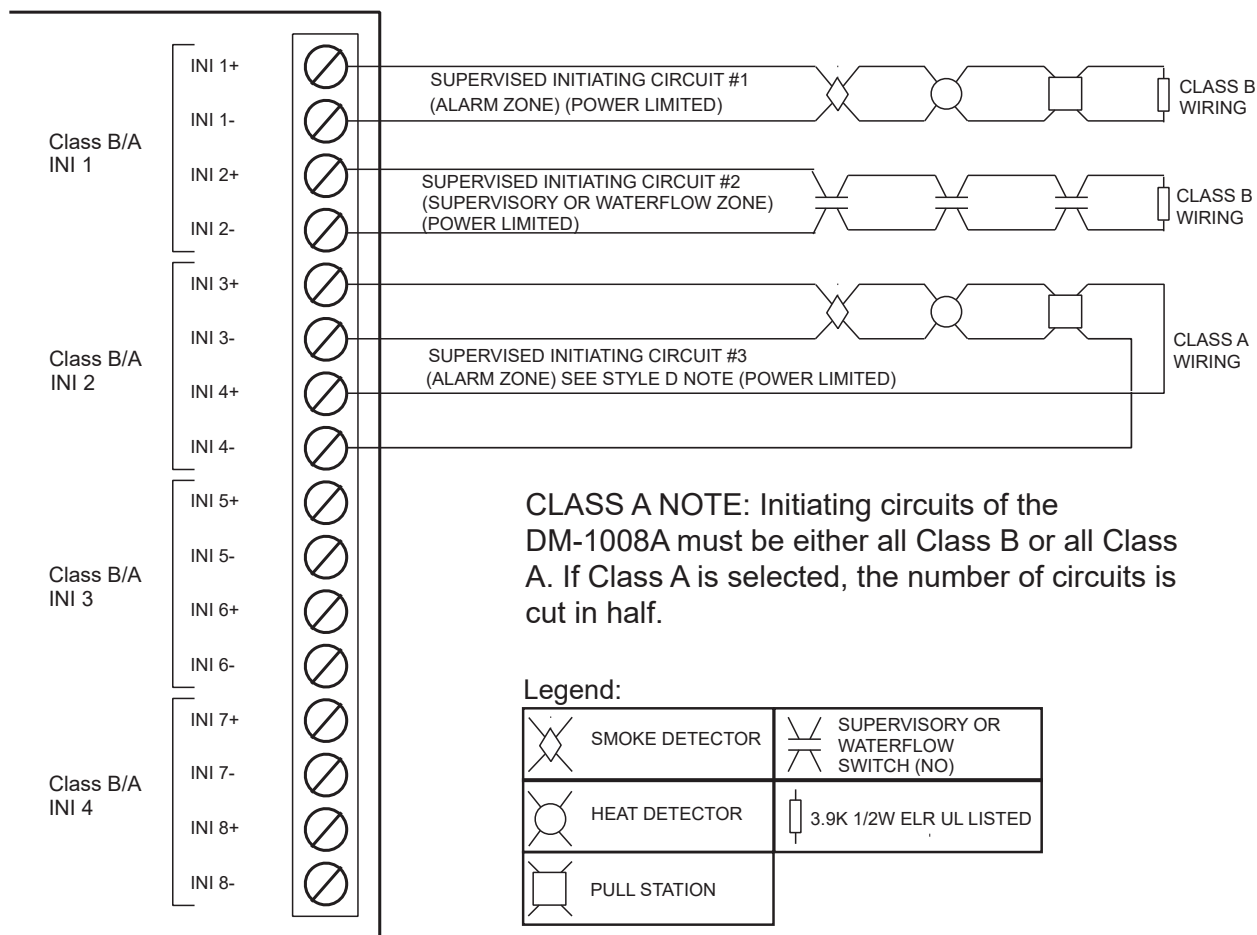 Class B/A
INI 1
INI 1+
INI 1-
INI 2+
INI 2-
SUPERVISED INITIATING CIRCUIT #1
(ALARM ZONE) (POWER LIMITED)
CLASS B
WIRING
SUPERVISED INITIATING CIRCUIT #2
(SUPERVISORY OR WATERFLOW ZONE)
(POWER LIMITED)
CLASS B
WIRING
Class B/A
INI 2
INI 3+
INI 3-
INI 4+
INI 4-
SUPERVISED INITIATING CIRCUIT #3
(ALARM ZONE) SEE STYLE D NOTE (POWER LIMITED)
CLASS A
WIRING
Class B/A
INI 3
INI 5+
INI 5-
INI 6+
INI 6-
Class B/A
INI 4
INI 7+
INI 7-
INI 8+
INI 8-
CLASS A NOTE: Initiating circuits of the
DM-1008A must be either all Class B or all Class
A. If Class A is selected, the number of circuits is
cut in half.
Legend:
SMOKE DETECTOR
SUPERVISORY OR
WATERFLOW
SWITCH (NO)
HEAT DETECTOR
3.9K 1/2W ELR UL LISTED
PULL STATION